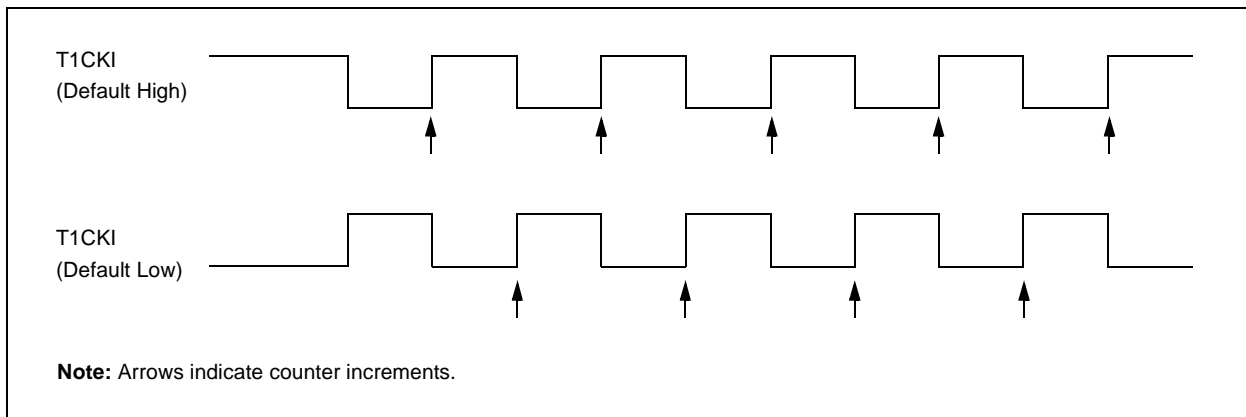 T1CKI
(Default High)
T1CKI
(Default Low)
Note: Arrows indicate counter increments.